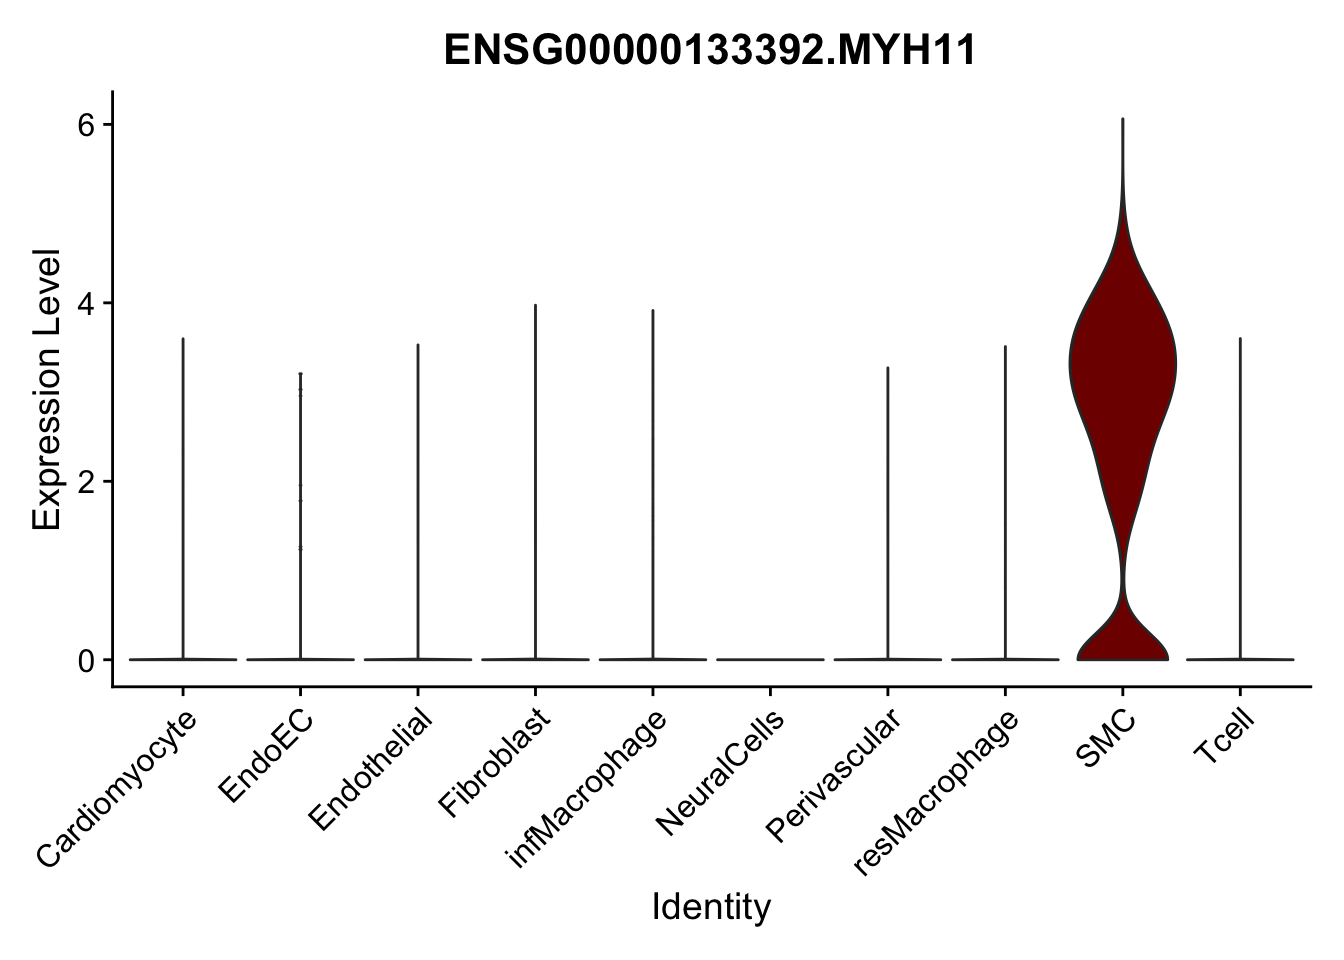 ENSG00000133392.MYH11
Expression Level
6
4
2
0
Cardiomyocyte
EndoEC
Endothelial
Fibroblast
infMacrophage
NeuralCells
Perivascular
resMacrophage
SMC
Tcell
Identity